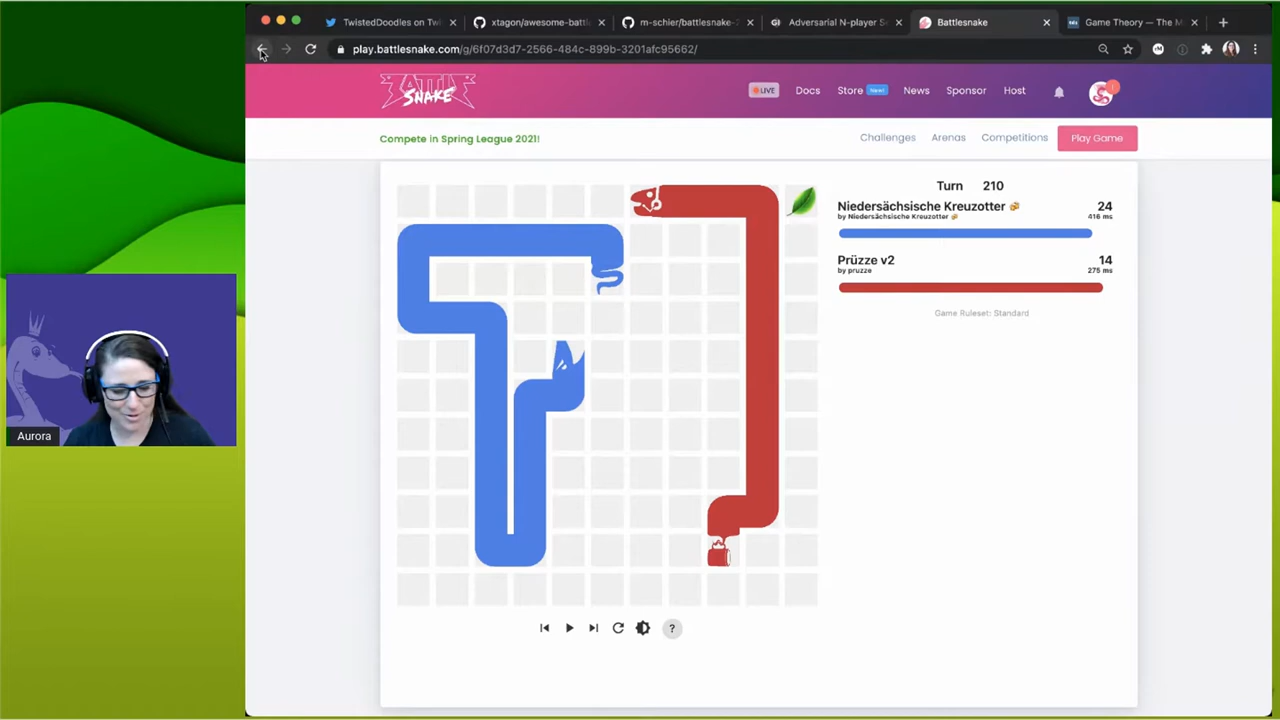 TwistedDoodles on Tw
xtagon/awesome-battl
m-schier/battlesnake-
Adversarial N-player S
Battlesnake
Game Theory — The M
play.battlesnake.com/g/6f07d3d7-2566-484c-899b-3201afc95662/
BATTLE SNAKE
LIVE
Docs
Store
New!
News
Sponsor
Host
Compete in Spring League 2021!
Challenges
Arenas
Competitions
Play Game
Turn 210
Niedersächsische Kreuzotter 24
by Niedersächsische Kreuzotter 416 ms
Prüzze v2 14
by pruzze 275 ms
Game Ruleset: Standard
?
Aurora